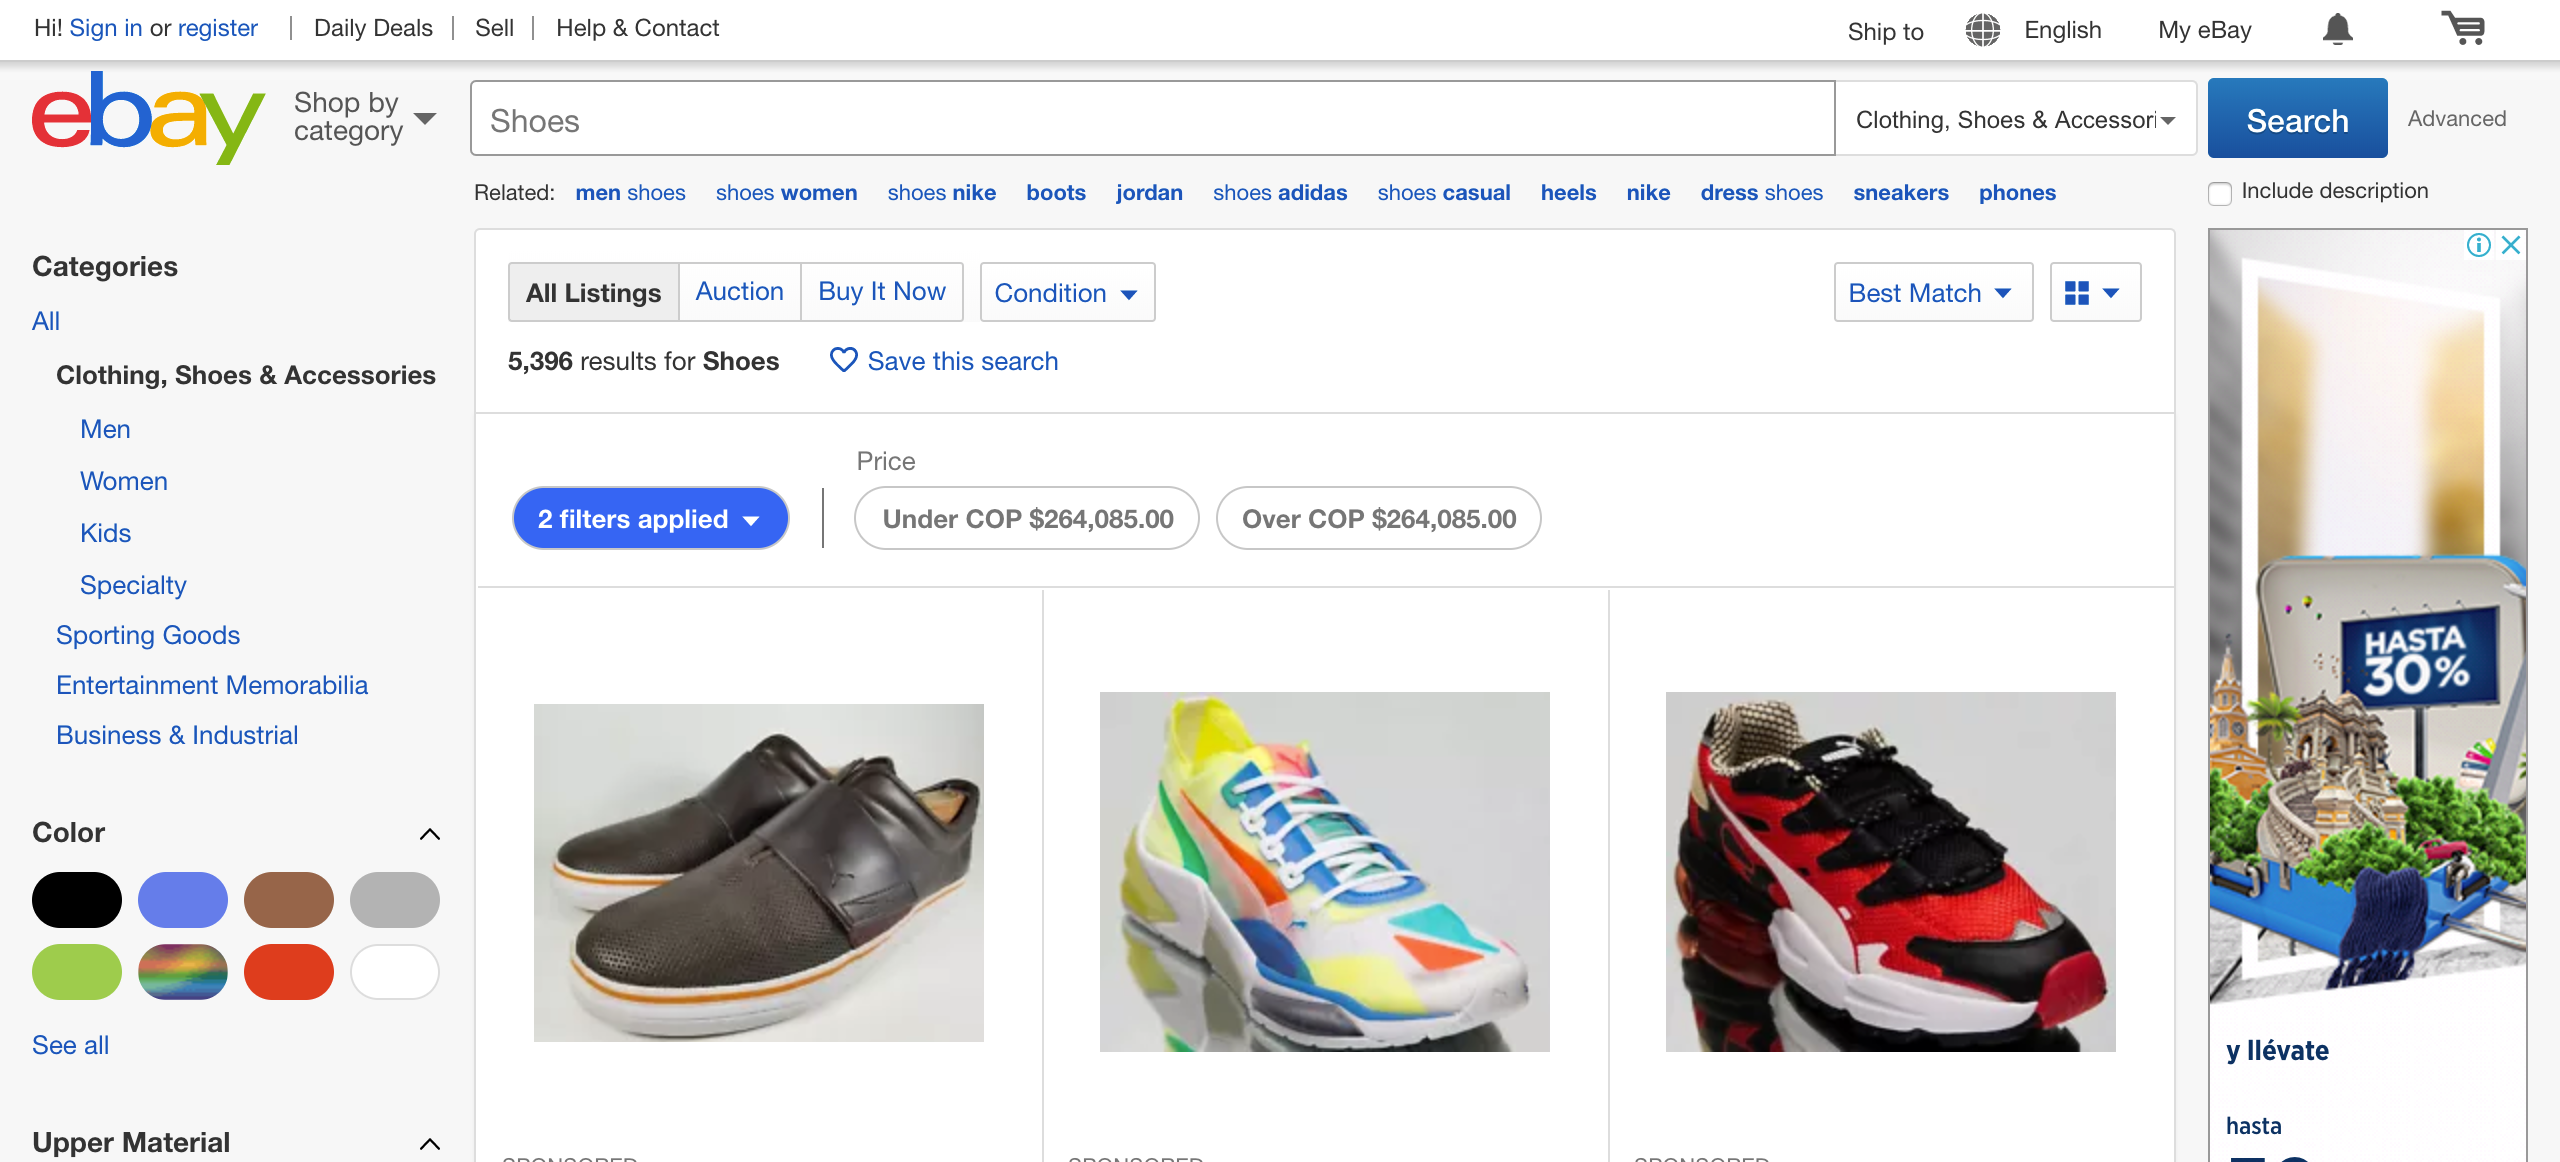 Hi! Sign in or register
Daily Deals
Sell
Help & Contact
Ship to
English
My eBay
ebay
Shop by
category
Shoes
Clothing, Shoes & Accessori
Search
Advanced
Related: men shoes shoes women shoes nike boots jordan shoes adidas shoes casual heels nike dress shoes sneakers phones
Include description
Categories
All
Clothing, Shoes & Accessories
Men
Women
Kids
Specialty
Sporting Goods
Entertainment Memorabilia
Business & Industrial
Color
See all
Upper Material
All Listings
Auction
Buy It Now
Condition
Best Match
5,396 results for Shoes
Save this search
Price
2 filters applied
Under COP $264,085.00
Over COP $264,085.00
SPONSORED
SPONSORED
SPONSORED
HASTA
30%
y llévate
hasta